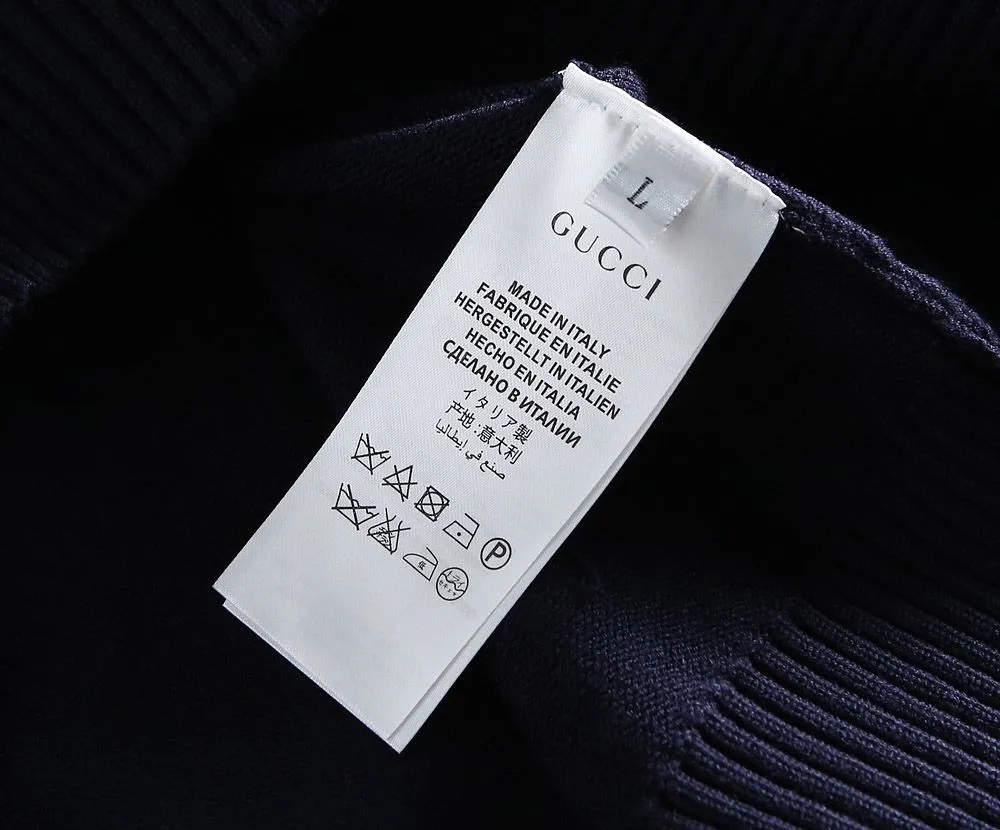 L
GUCCI
MADE IN ITALY
FABRIQUE EN ITALIE
HERGESTELLT IN ITALIEN
HECHO EN ITALIA
СДЕЛАНО В ИТАЛИИ
イタリア製
产地:意大利
صنع في إيطاليا
P
低